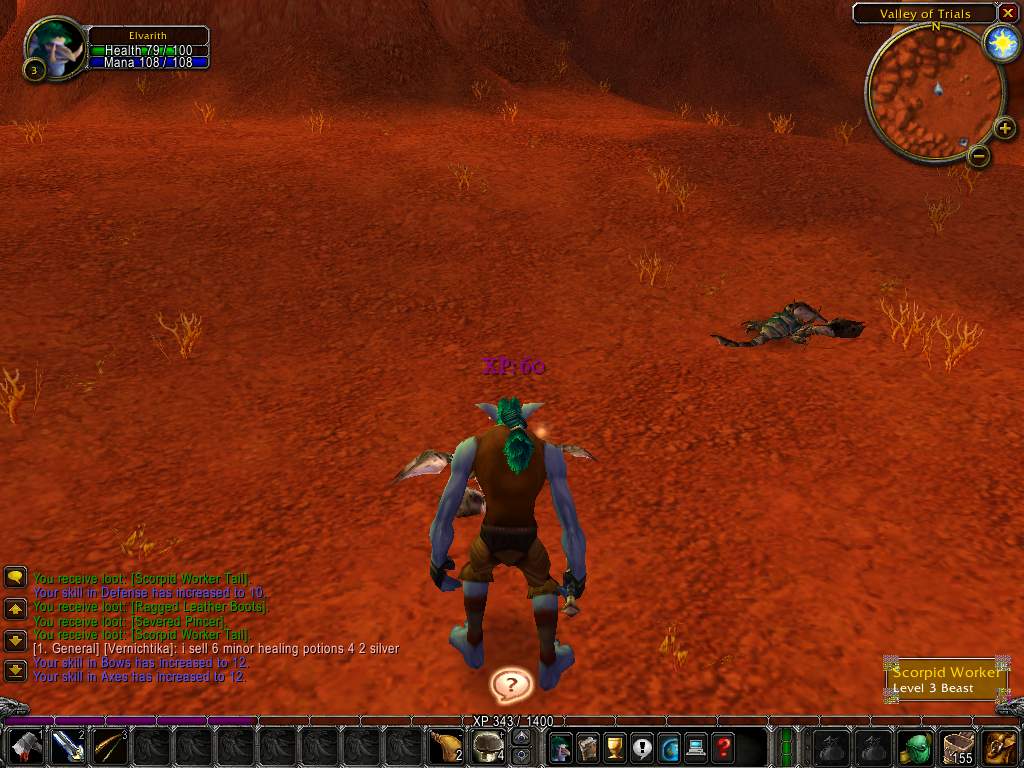 Elvarith
Health 79 / 100
Mana 108 / 108
3
Valley of Trials
N
XP: 60
You receive loot: [Scorpid Worker Tail].
Your skill in Defense has increased to 10.
You receive loot: [Ragged Leather Boots].
You receive loot: [Severed Pincer].
You receive loot: [Scorpid Worker Tail].
[1. General] [Vernichtika]: i sell 6 minor healing potions 4 2 silver
Your skill in Bows has increased to 12.
Your skill in Axes has increased to 12.
?
Scorpid Worker
Level 3 Beast
XP 343 / 1400
2
3
2
4
!
?
155